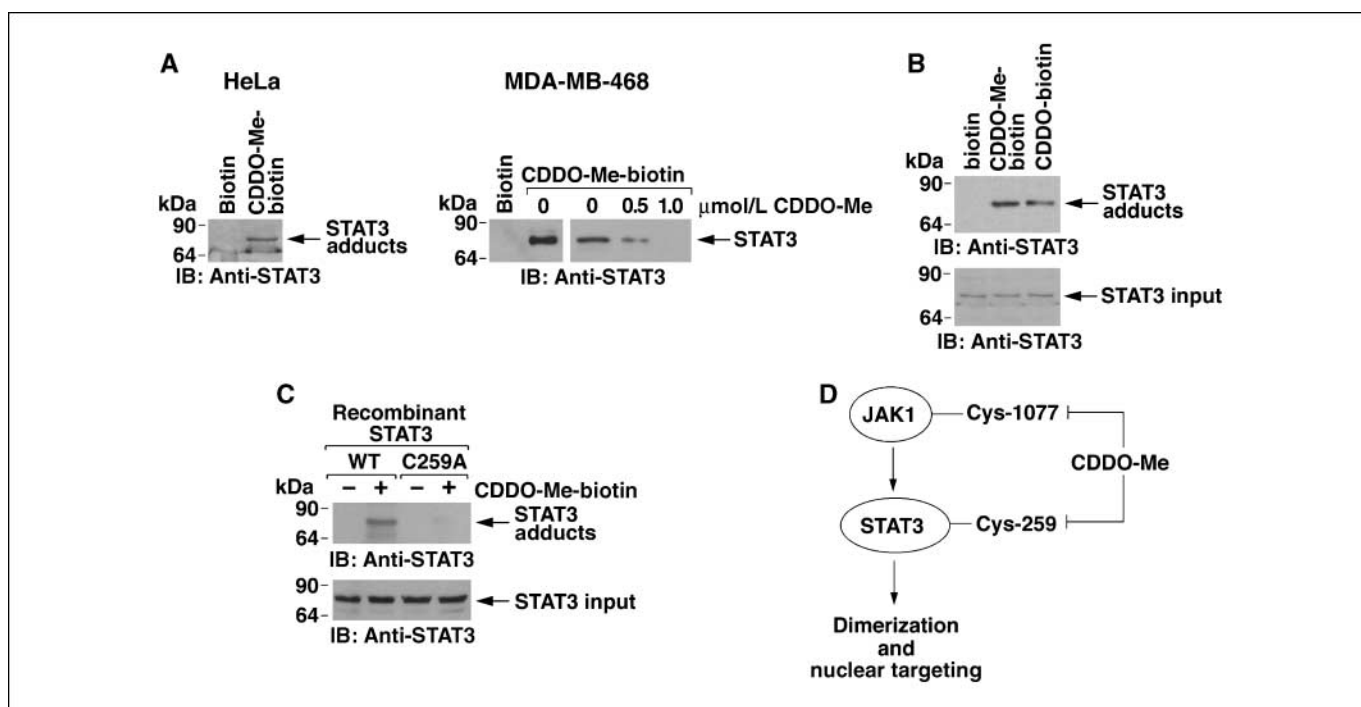 A
HeLa
Biotin
CDDO-Me-
biotin
kDa
90
64
STAT3
adducts
IB: Anti-STAT3
MDA-MB-468
Biotin
CDDO-Me-biotin
0 0 0.5 1.0 μmol/L CDDO-Me
kDa
90
64
STAT3
IB: Anti-STAT3
B
biotin
CDDO-Me-
biotin
CDDO-biotin
kDa
90
64
STAT3
adducts
IB: Anti-STAT3
90
64
STAT3 input
IB: Anti-STAT3
C
Recombinant
STAT3
WT C259A
kDa – + – + CDDO-Me-biotin
90
64
STAT3
adducts
IB: Anti-STAT3
90
64
STAT3 input
IB: Anti-STAT3
D
JAK1 Cys-1077
CDDO-Me
STAT3 Cys-259
Dimerization
and
nuclear targeting